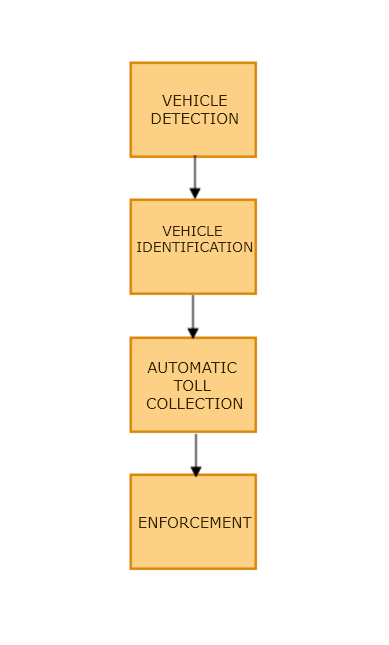 VEHICLE
DETECTION
VEHICLE
IDENTIFICATION
AUTOMATIC
TOLL
COLLECTION
ENFORCEMENT